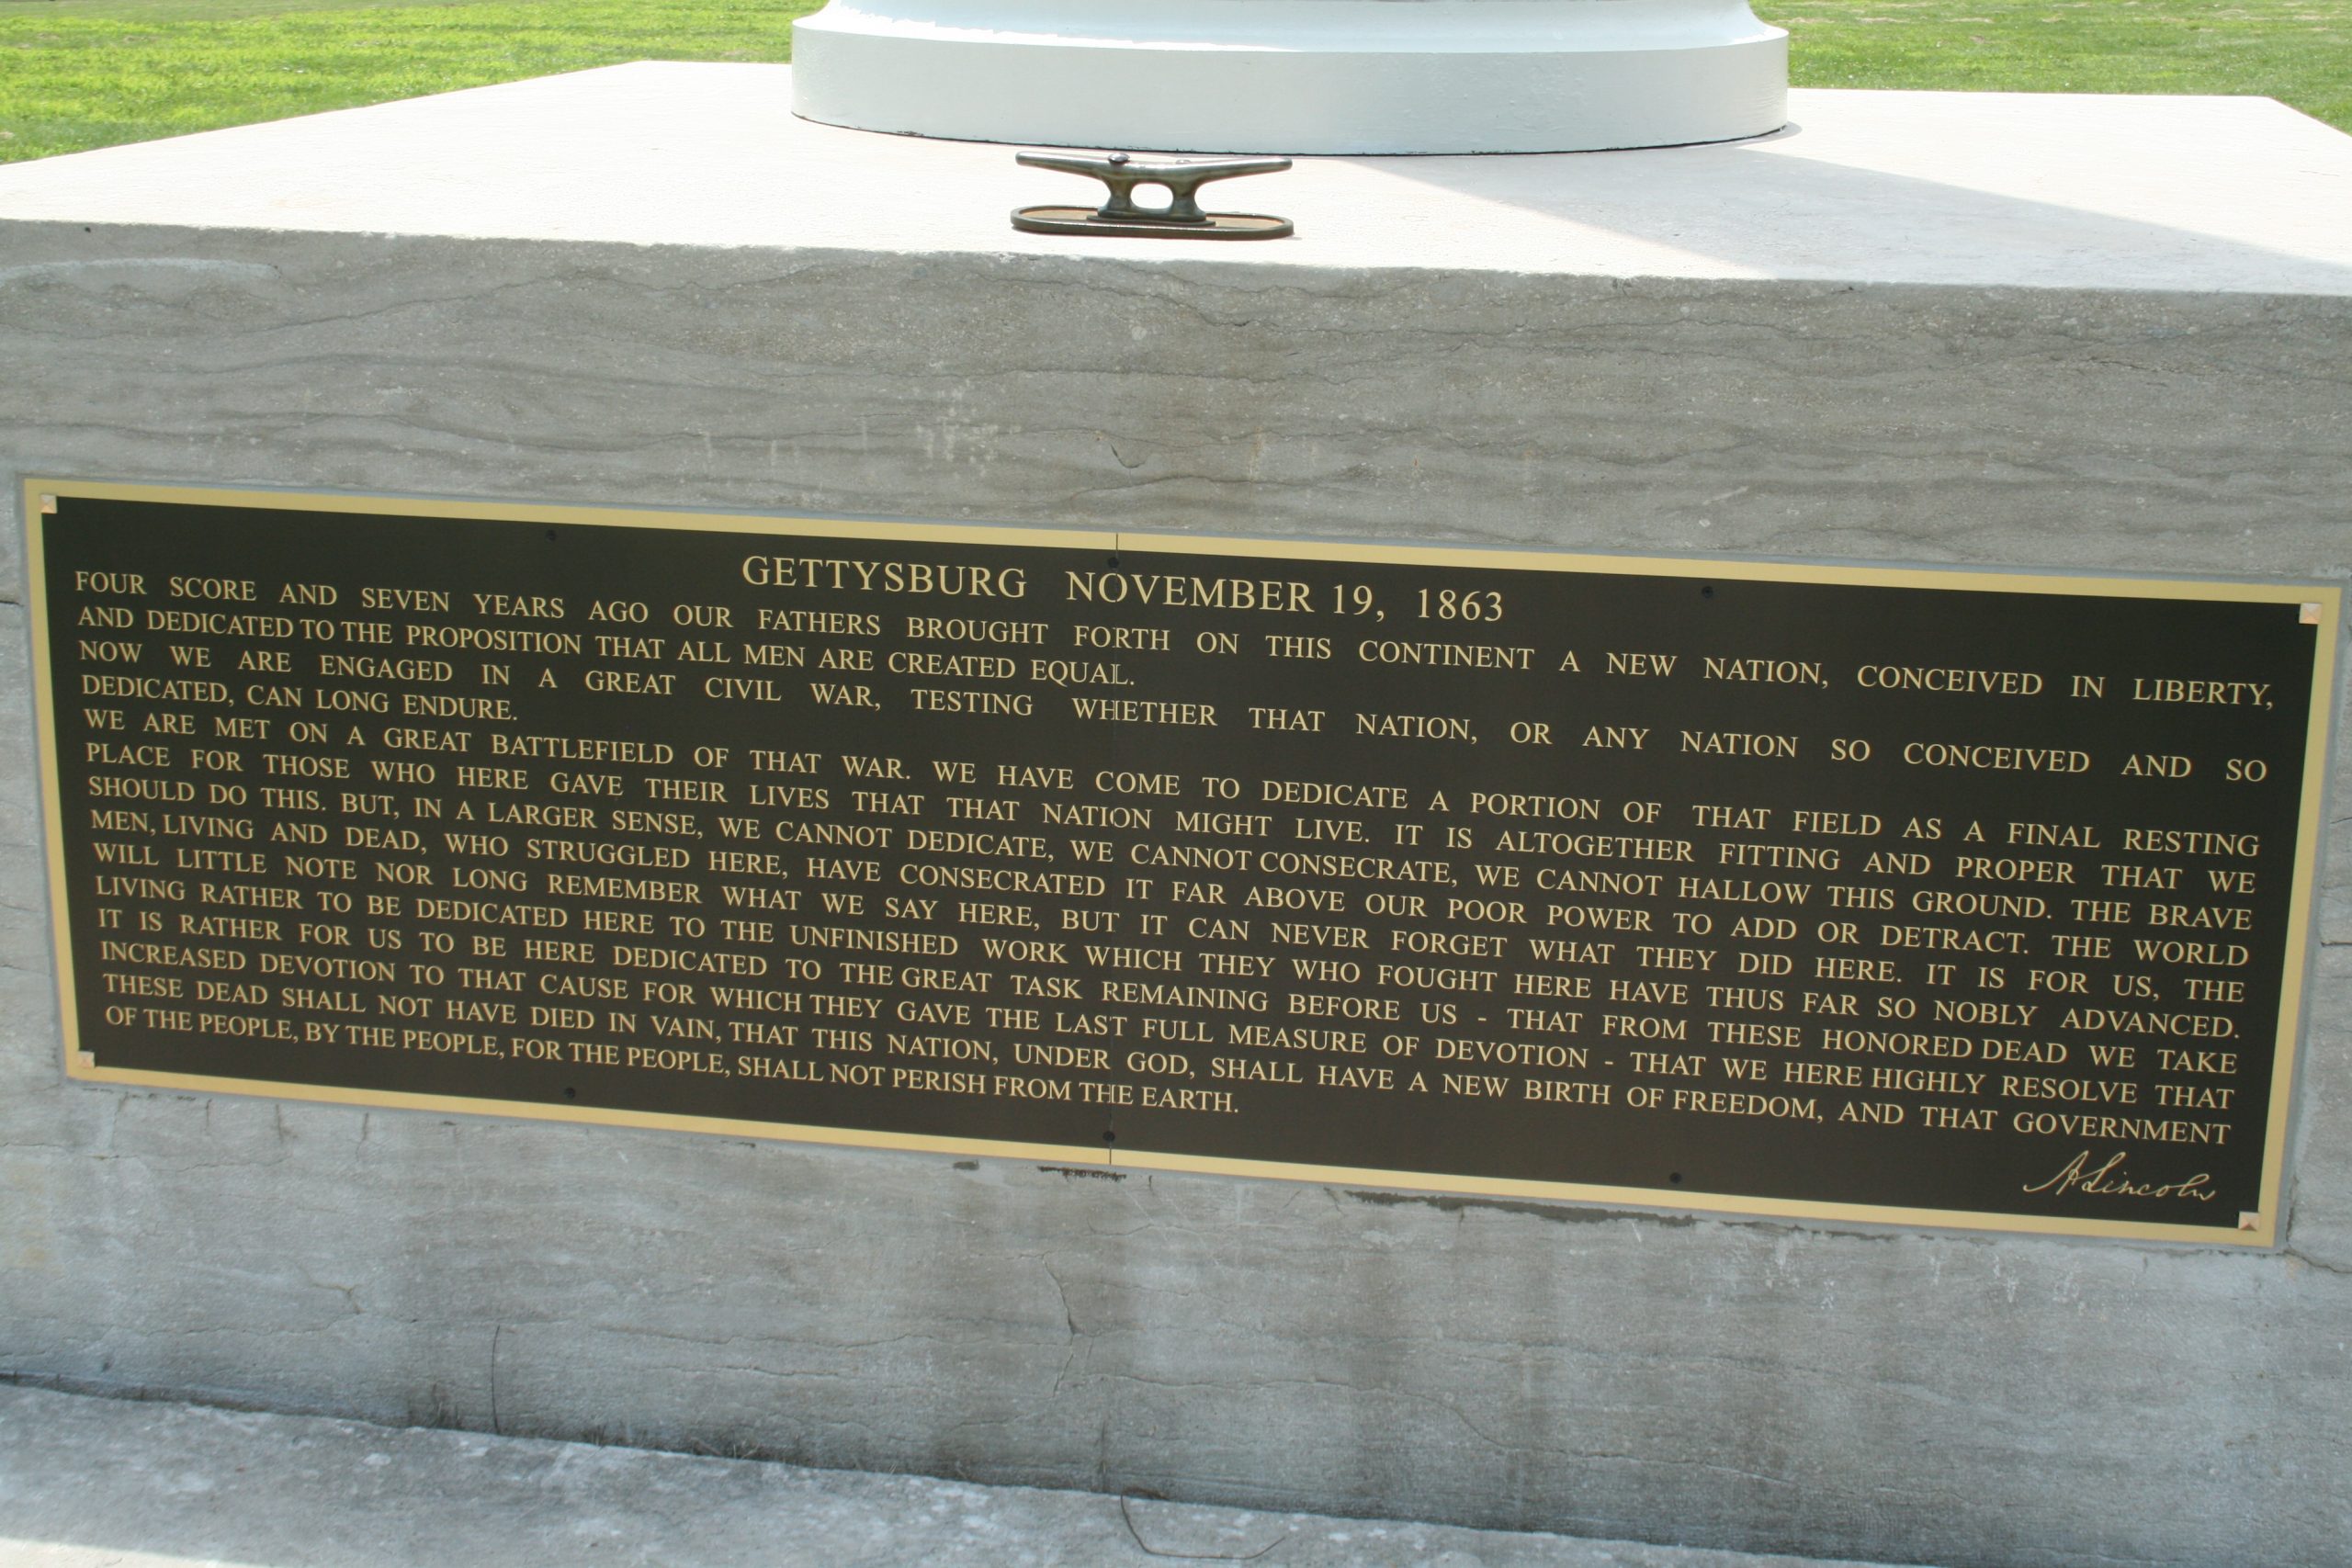 GETTYSBURG NOVEMBER 19, 1863
FOUR SCORE AND SEVEN YEARS AGO OUR FATHERS BROUGHT FORTH ON THIS CONTINENT A NEW NATION, CONCEIVED IN LIBERTY,
AND DEDICATED TO THE PROPOSITION THAT ALL MEN ARE CREATED EQUAL.
NOW WE ARE ENGAGED IN A GREAT CIVIL WAR, TESTING WHETHER THAT NATION, OR ANY NATION SO CONCEIVED AND SO
DEDICATED, CAN LONG ENDURE.
WE ARE MET ON A GREAT BATTLEFIELD OF THAT WAR. WE HAVE COME TO DEDICATE A PORTION OF THAT FIELD AS A FINAL RESTING
PLACE FOR THOSE WHO HERE GAVE THEIR LIVES THAT THAT NATION MIGHT LIVE. IT IS ALTOGETHER FITTING AND PROPER THAT WE
SHOULD DO THIS. BUT, IN A LARGER SENSE, WE CANNOT DEDICATE, WE CANNOT CONSECRATE, WE CANNOT HALLOW THIS GROUND. THE BRAVE
MEN, LIVING AND DEAD, WHO STRUGGLED HERE, HAVE CONSECRATED IT FAR ABOVE OUR POOR POWER TO ADD OR DETRACT. THE WORLD
WILL LITTLE NOTE NOR LONG REMEMBER WHAT WE SAY HERE, BUT IT CAN NEVER FORGET WHAT THEY DID HERE. IT IS FOR US, THE
LIVING RATHER TO BE DEDICATED HERE TO THE UNFINISHED WORK WHICH THEY WHO FOUGHT HERE HAVE THUS FAR SO NOBLY ADVANCED.
IT IS RATHER FOR US TO BE HERE DEDICATED TO THE GREAT TASK REMAINING BEFORE US - THAT FROM THESE HONORED DEAD WE TAKE
INCREASED DEVOTION TO THAT CAUSE FOR WHICH THEY GAVE THE LAST FULL MEASURE OF DEVOTION - THAT WE HERE HIGHLY RESOLVE THAT
THESE DEAD SHALL NOT HAVE DIED IN VAIN, THAT THIS NATION, UNDER GOD, SHALL HAVE A NEW BIRTH OF FREEDOM, AND THAT GOVERNMENT
OF THE PEOPLE, BY THE PEOPLE, FOR THE PEOPLE, SHALL NOT PERISH FROM THE EARTH.
A Lincoln